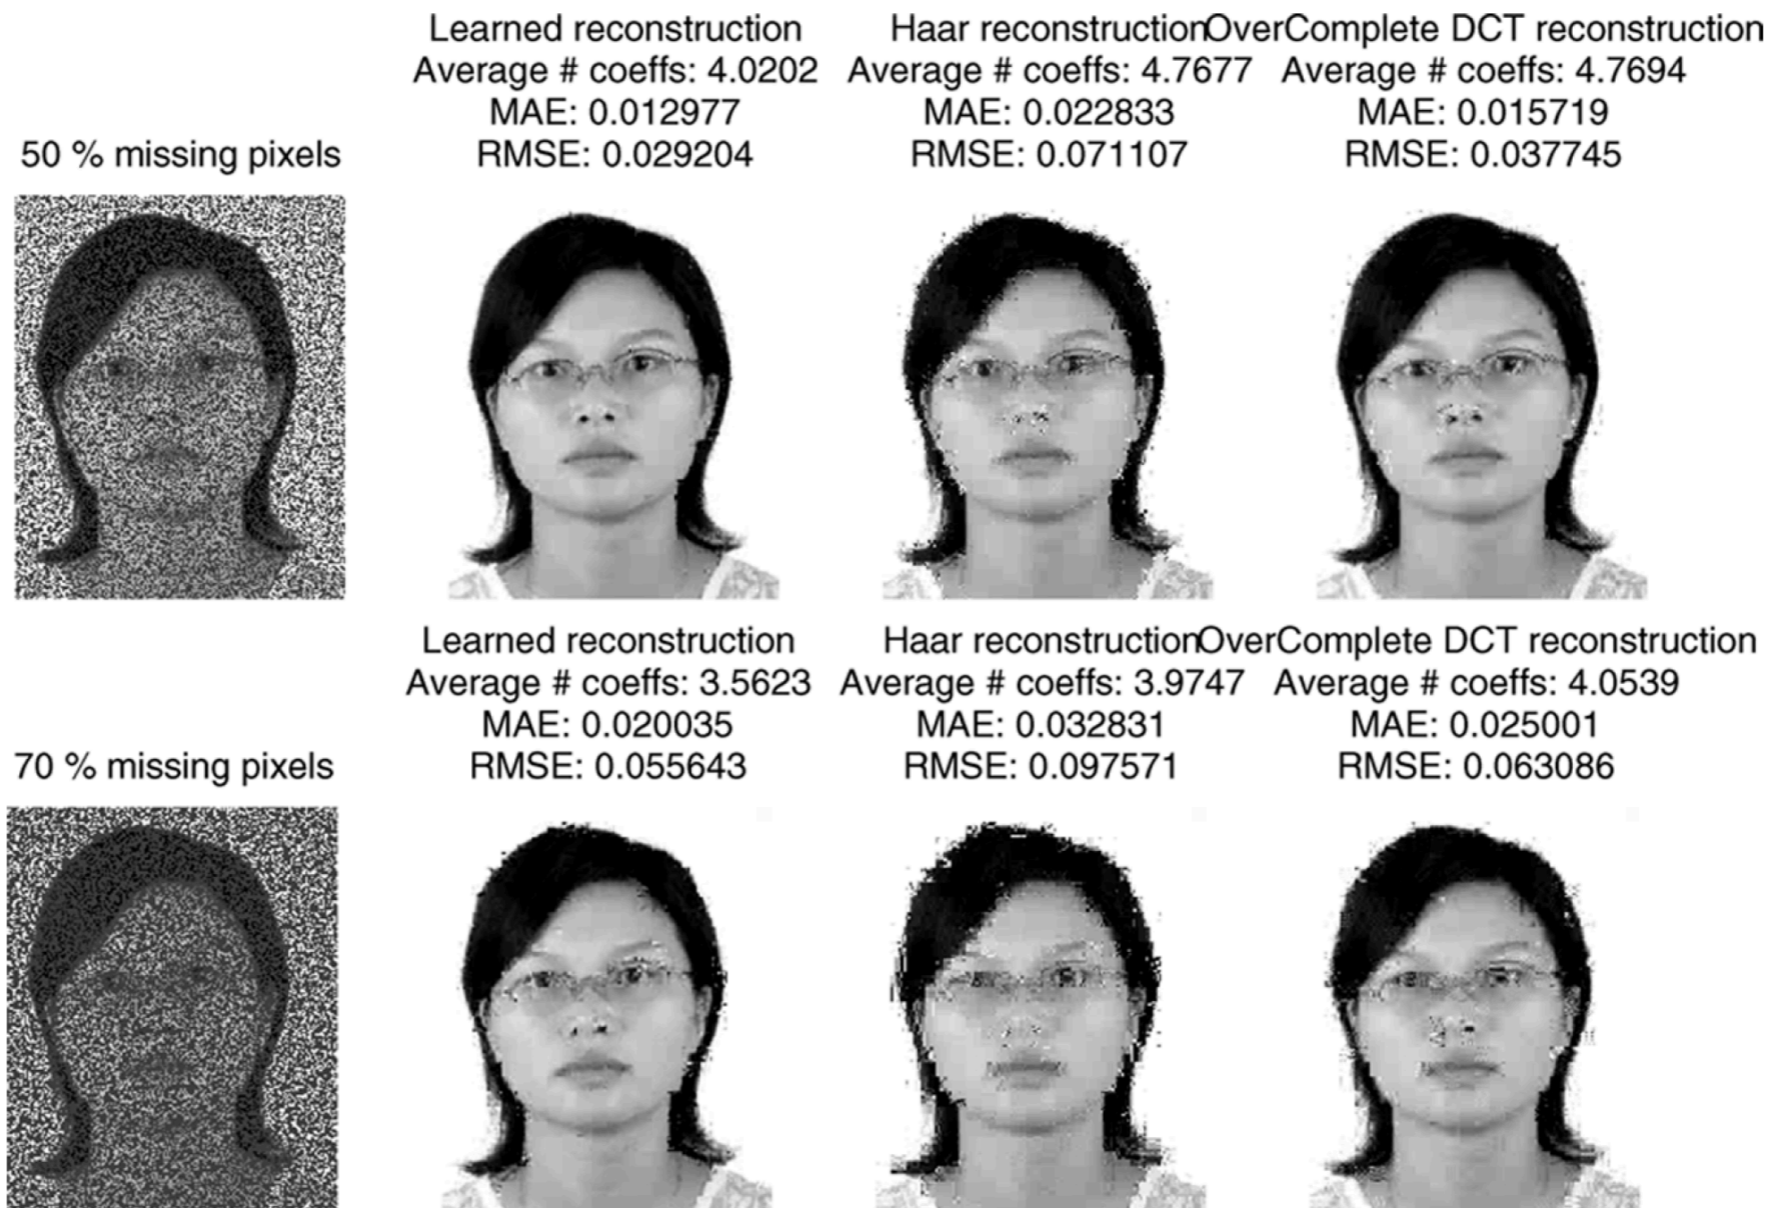 Learned reconstruction
Average # coeffs: 4.0202
MAE: 0.012977
RMSE: 0.029204
Haar reconstruction
Average # coeffs: 4.7677
MAE: 0.022833
RMSE: 0.071107
OverComplete DCT reconstruction
Average # coeffs: 4.7694
MAE: 0.015719
RMSE: 0.037745
50 % missing pixels
Learned reconstruction
Average # coeffs: 3.5623
MAE: 0.020035
RMSE: 0.055643
Haar reconstruction
Average # coeffs: 3.9747
MAE: 0.032831
RMSE: 0.097571
OverComplete DCT reconstruction
Average # coeffs: 4.0539
MAE: 0.025001
RMSE: 0.063086
70 % missing pixels